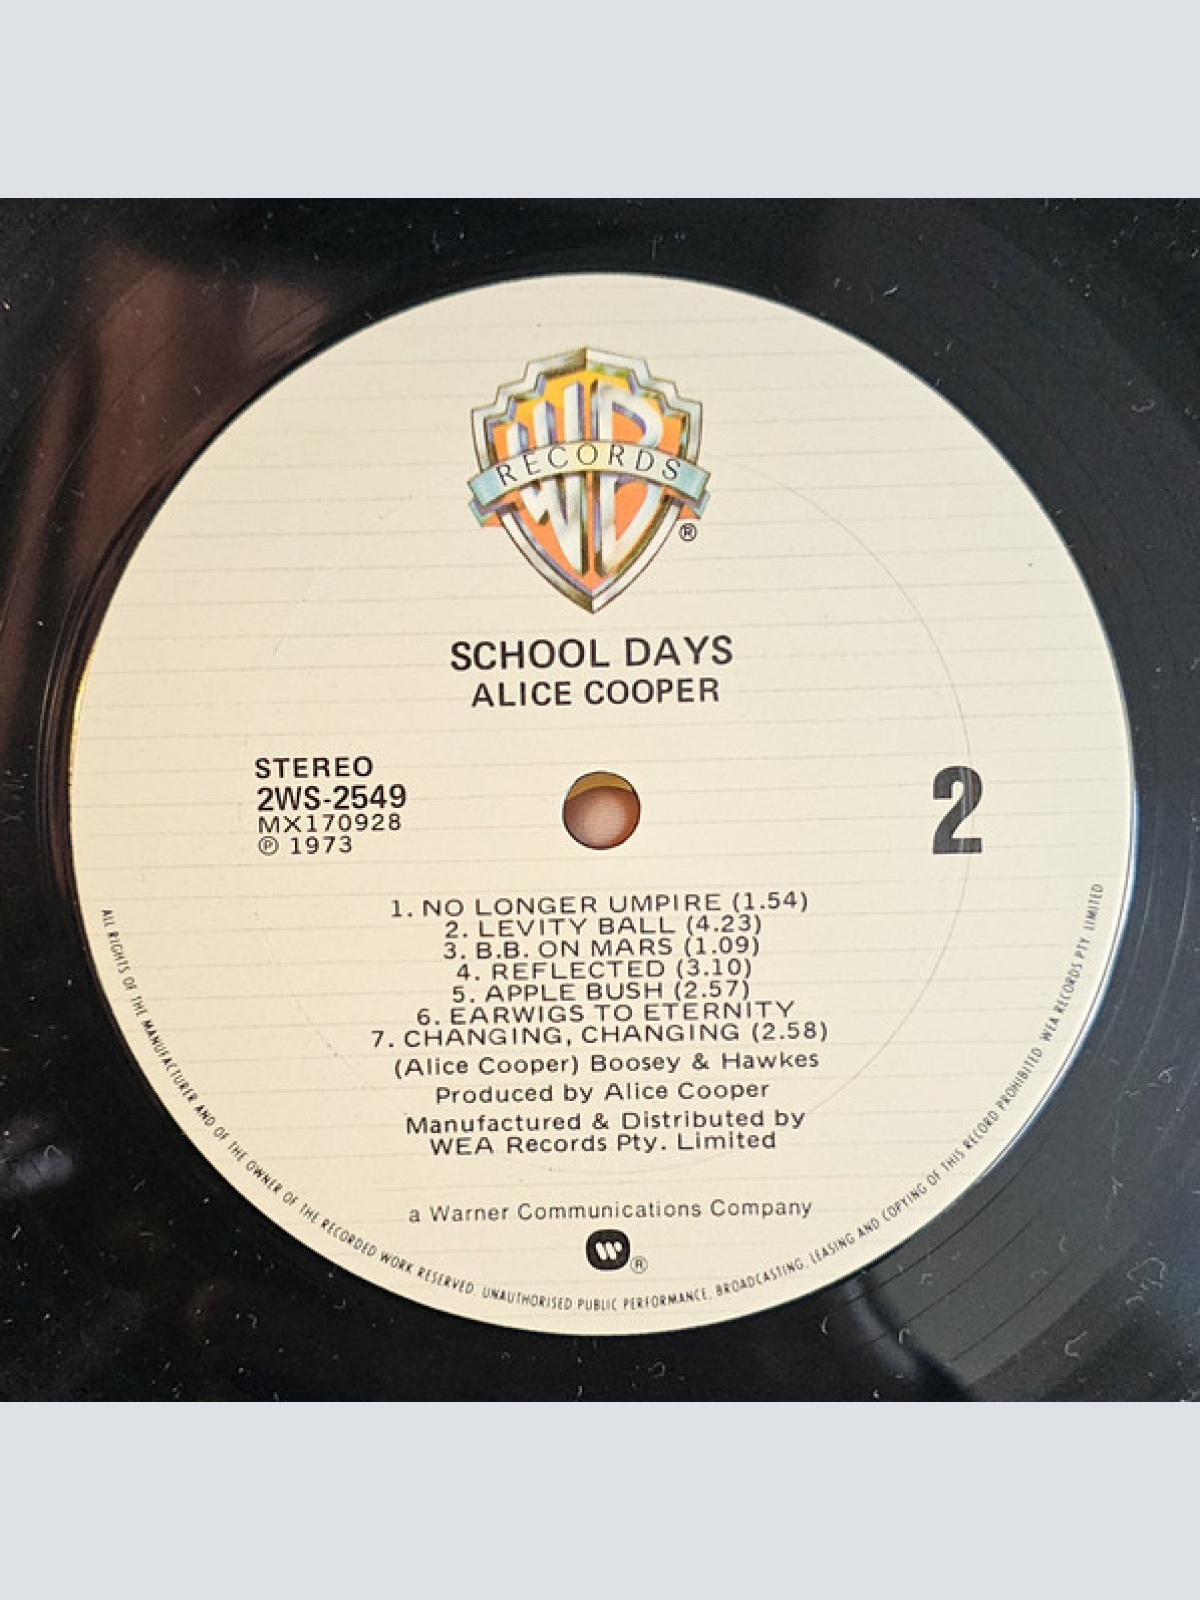 WB
RECORDS
®
SCHOOL DAYS
ALICE COOPER
STEREO
2WS-2549
MX170928
℗ 1973
2
1. NO LONGER UMPIRE (1.54)
2. LEVITY BALL (4.23)
3. B.B. ON MARS (1.09)
4. REFLECTED (3.10)
5. APPLE BUSH (2.57)
6. EARWIGS TO ETERNITY
7. CHANGING, CHANGING (2.58)
(Alice Cooper) Boosey & Hawkes
Produced by Alice Cooper
Manufactured & Distributed by
WEA Records Pty. Limited
a Warner Communications Company
®
ALL RIGHTS OF THE MANUFACTURER AND OF THE OWNER OF THE RECORDED WORK RESERVED. UNAUTHORISED PUBLIC PERFORMANCE, BROADCASTING, LEASING AND COPYING OF THIS RECORD PROHIBITED WEA RECORDS PTY. LIMITED